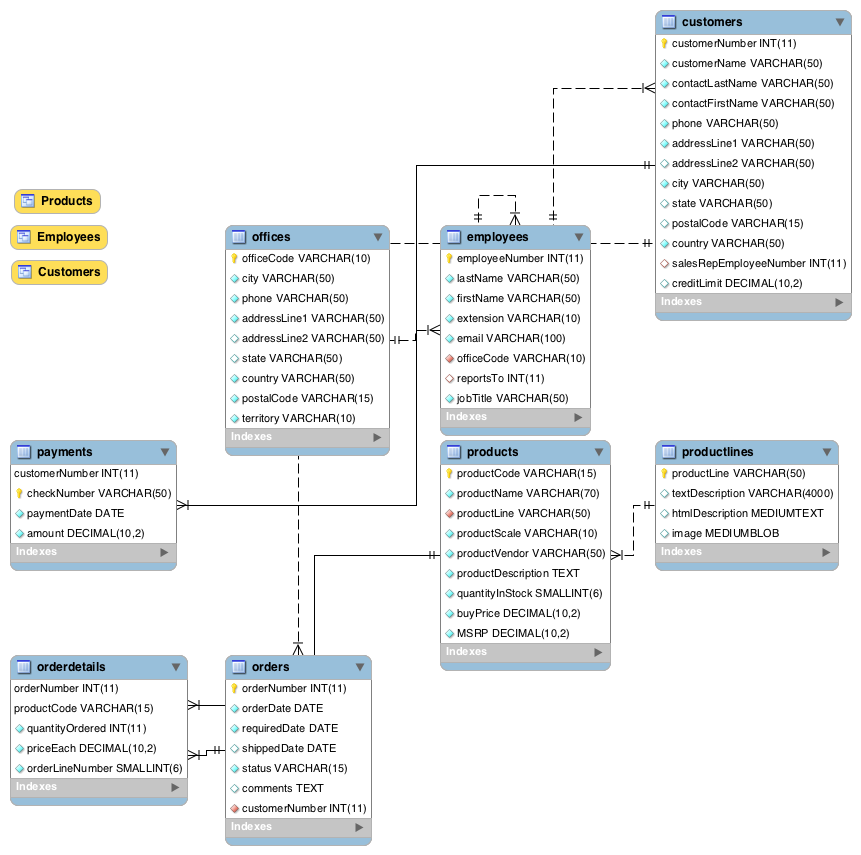 customers
customerNumber INT(11)
customerName VARCHAR(50)
contactLastName VARCHAR(50)
contactFirstName VARCHAR(50)
phone VARCHAR(50)
addressLine1 VARCHAR(50)
addressLine2 VARCHAR(50)
city VARCHAR(50)
state VARCHAR(50)
postalCode VARCHAR(15)
country VARCHAR(50)
salesRepEmployeeNumber INT(11)
creditLimit DECIMAL(10,2)
Indexes
Products
Employees
Customers
offices
officeCode VARCHAR(10)
city VARCHAR(50)
phone VARCHAR(50)
addressLine1 VARCHAR(50)
addressLine2 VARCHAR(50)
state VARCHAR(50)
country VARCHAR(50)
postalCode VARCHAR(15)
territory VARCHAR(10)
Indexes
employees
employeeNumber INT(11)
lastName VARCHAR(50)
firstName VARCHAR(50)
extension VARCHAR(10)
email VARCHAR(100)
officeCode VARCHAR(10)
reportsTo INT(11)
jobTitle VARCHAR(50)
Indexes
payments
customerNumber INT(11)
checkNumber VARCHAR(50)
paymentDate DATE
amount DECIMAL(10,2)
Indexes
products
productCode VARCHAR(15)
productName VARCHAR(70)
productLine VARCHAR(50)
productScale VARCHAR(10)
productVendor VARCHAR(50)
productDescription TEXT
quantityInStock SMALLINT(6)
buyPrice DECIMAL(10,2)
MSRP DECIMAL(10,2)
Indexes
productlines
productLine VARCHAR(50)
textDescription VARCHAR(4000)
htmlDescription MEDIUMTEXT
image MEDIUMBLOB
Indexes
orderdetails
orderNumber INT(11)
productCode VARCHAR(15)
quantityOrdered INT(11)
priceEach DECIMAL(10,2)
orderLineNumber SMALLINT(6)
Indexes
orders
orderNumber INT(11)
orderDate DATE
requiredDate DATE
shippedDate DATE
status VARCHAR(15)
comments TEXT
customerNumber INT(11)
Indexes